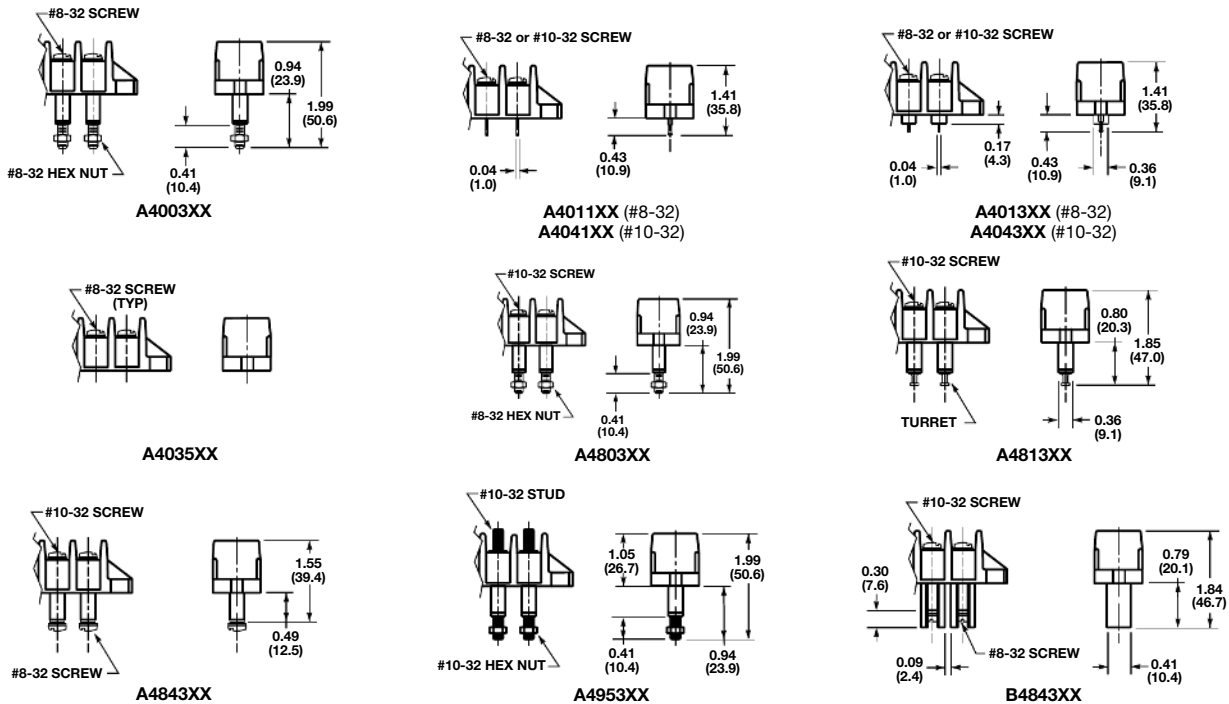 #8-32 SCREW
0.94
(23.9)
1.99
(50.6)
0.41
(10.4)
#8-32 HEX NUT
A4003XX
#8-32 or #10-32 SCREW
1.41
(35.8)
0.43
(10.9)
0.04
(1.0)
A4011XX (#8-32)
A4041XX (#10-32)
#8-32 or #10-32 SCREW
1.41
(35.8)
0.17
(4.3)
0.04
(1.0)
0.43
(10.9)
0.36
(9.1)
A4013XX (#8-32)
A4043XX (#10-32)
#8-32 SCREW
(TYP)
A4035XX
#10-32 SCREW
0.94
(23.9)
1.99
(50.6)
0.41
(10.4)
#8-32 HEX NUT
A4803XX
#10-32 SCREW
0.80
(20.3)
1.85
(47.0)
TURRET
0.36
(9.1)
A4813XX
#10-32 SCREW
1.55
(39.4)
0.49
(12.5)
#8-32 SCREW
A4843XX
#10-32 STUD
1.05
(26.7)
1.99
(50.6)
0.41
(10.4)
0.94
(23.9)
#10-32 HEX NUT
A4953XX
#10-32 SCREW
0.30
(7.6)
0.79
(20.1)
1.84
(46.7)
0.09
(2.4)
#8-32 SCREW
0.41
(10.4)
B4843XX